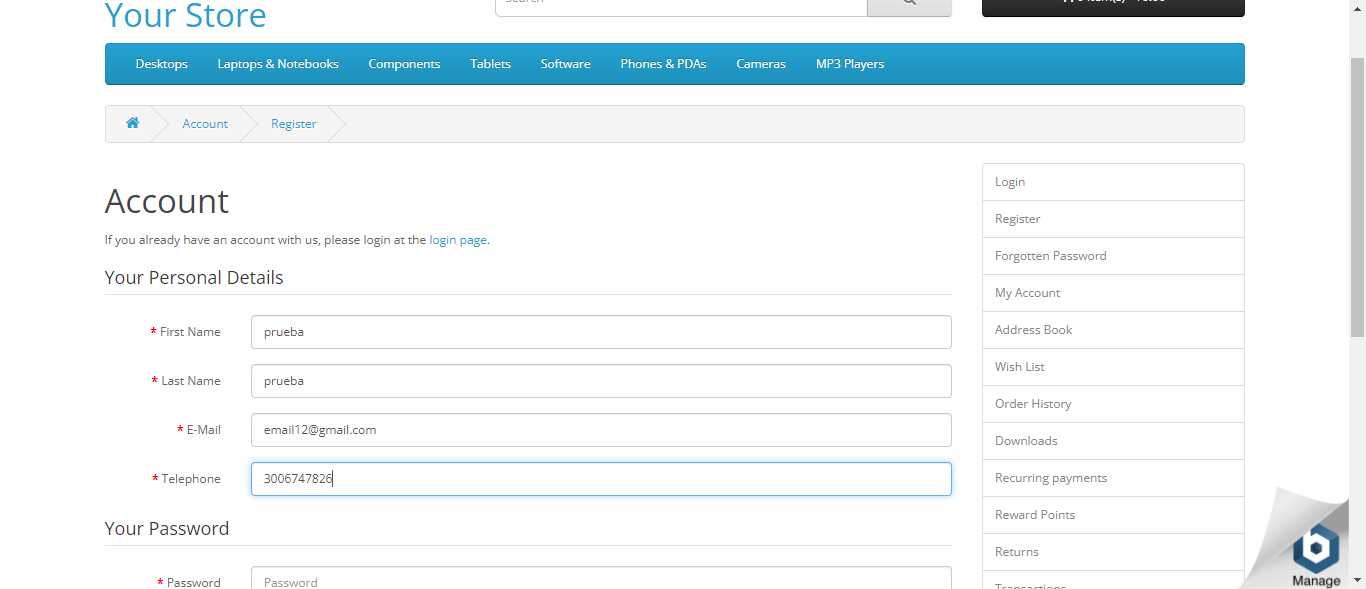 Your Store
Search
Desktops Laptops & Notebooks Components Tablets Software Phones & PDAs Cameras MP3 Players
Account Register
Account
If you already have an account with us, please login at the login page.
Your Personal Details
* First Name prueba
* Last Name prueba
* E-Mail email12@gmail.com
* Telephone 3006747826
Your Password
* Password Password
Login
Register
Forgotten Password
My Account
Address Book
Wish List
Order History
Downloads
Recurring payments
Reward Points
Returns
Transactions
Manage